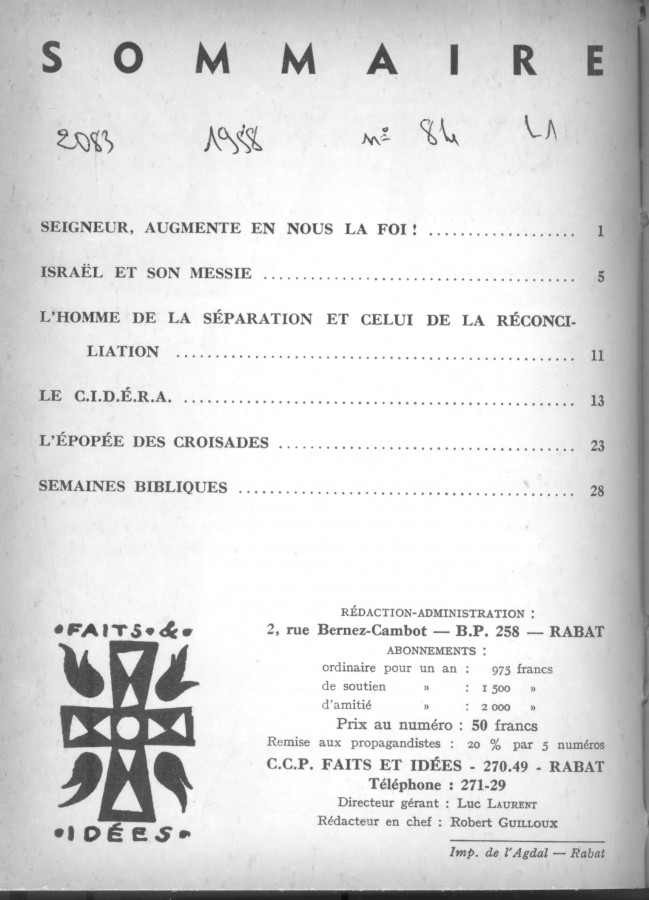 SOMMAIRE
2083 1958 n° 84 L1
SEIGNEUR, AUGMENTE EN NOUS LA FOI ! .................. 1
ISRAËL ET SON MESSIE ...................................... 5
L'HOMME DE LA SÉPARATION ET CELUI DE LA RÉCONCI-
LIATION ................................................ 11
LE C.I.D.É.R.A. ............................................... 13
L'ÉPOPÉE DES CROISADES .................................... 23
SEMAINES BIBLIQUES ......................................... 28
RÉDACTION-ADMINISTRATION :
2, rue Bernez-Cambot — B.P. 258 — RABAT
ABONNEMENTS :
ordinaire pour un an : 975 francs
de soutien » : 1 500 »
d'amitié » : 2 000 »
Prix au numéro : 50 francs
Remise aux propagandistes : 20 % par 5 numéros
C.C.P. FAITS ET IDÉES - 270.49 - RABAT
Téléphone : 271-29
Directeur gérant : Luc LAURENT
Rédacteur en chef : Robert GUILLOUX
Imp. de l'Agdal — Rabat
•FAITS•&•
•IDÉES•